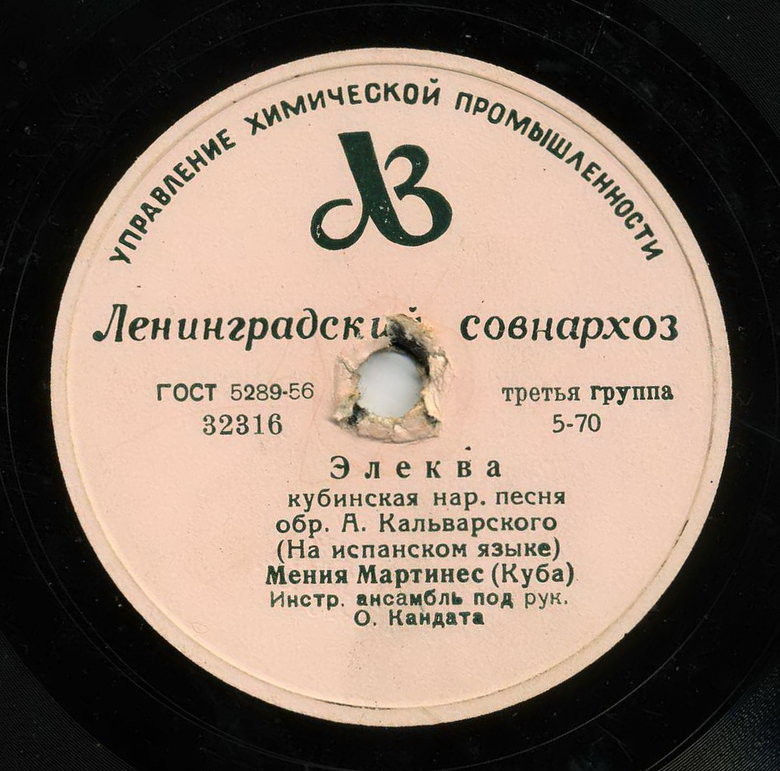 УПРАВЛЕНИЕ ХИМИЧЕСКОЙ ПРОМЫШЛЕННОСТИ
ЛЗ
Ленинградский совнархоз
ГОСТ 5289-56 третья группа
32316 5-70
Элеква
кубинская нар. песня
обр. А. Кальварского
(На испанском языке)
Мения Мартинес (Куба)
Инстр. ансамбль под рук.
О. Кандата